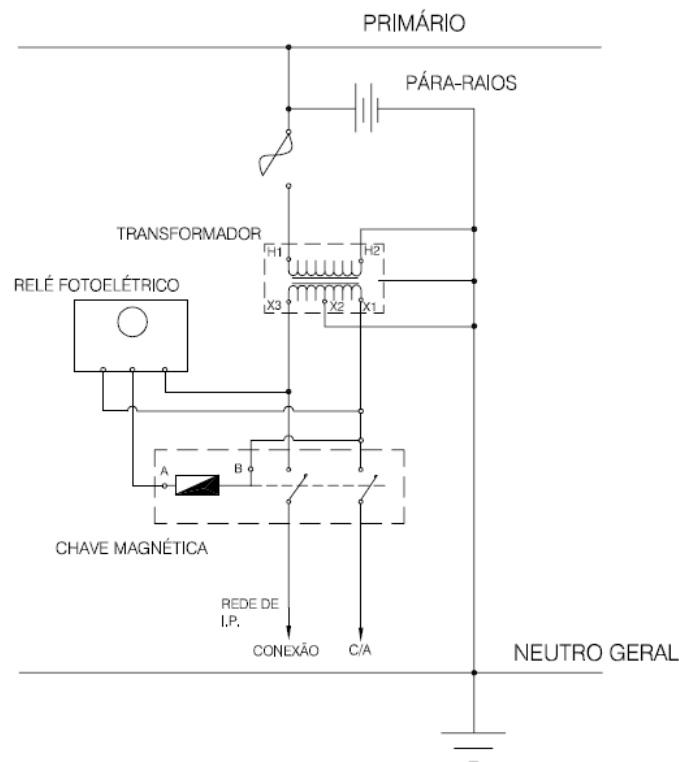 PRIMÁRIO
PÁRA-RAIOS
TRANSFORMADOR
H1
H2
RELÉ FOTOELÉTRICO
X3
X2
X1
A
B
CHAVE MAGNÉTICA
REDE DE
I.P.
CONEXÃO
C/A
NEUTRO GERAL